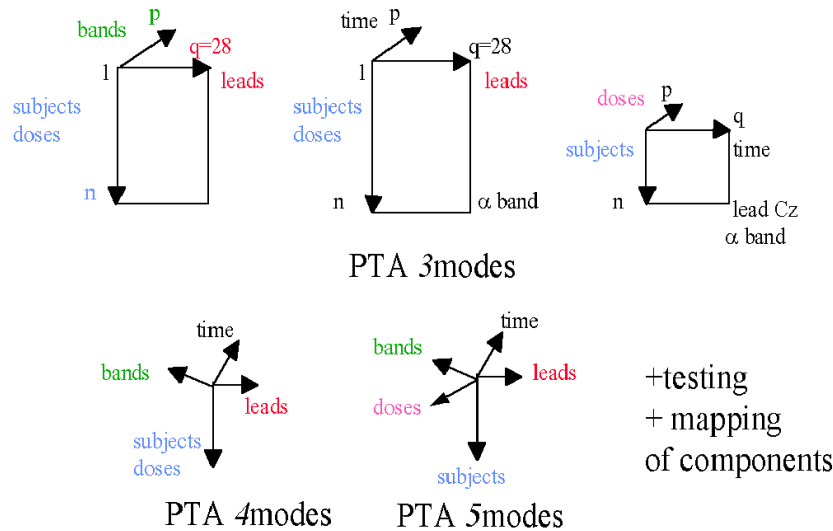 bands
p
1
q=28
leads
subjects
doses
n
time
p
1
q=28
leads
subjects
doses
n
α band
doses
p
q
time
subjects
n
lead Cz
α band
PTA 3modes
time
bands
leads
subjects
doses
PTA 4modes
time
bands
leads
doses
subjects
PTA 5modes
+testing
+ mapping
of components